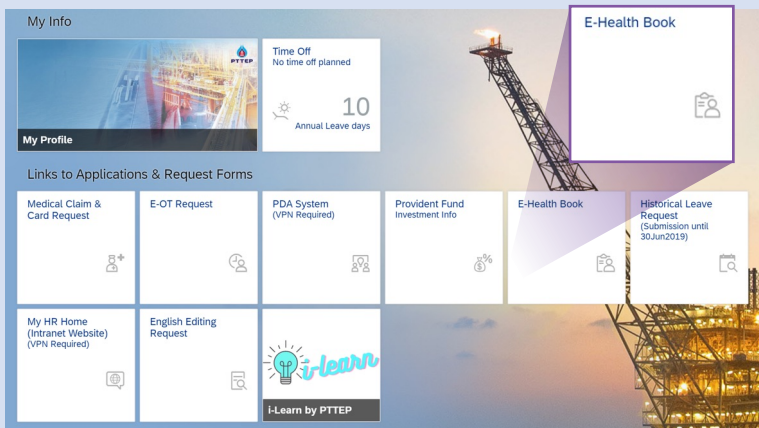 My Info
E-Health Book
PTTEP
My Profile
Time Off
No time off planned
10
Annual Leave days
Links to Applications & Request Forms
Medical Claim &
Card Request
E-OT Request
PDA System
(VPN Required)
Provident Fund
Investment Info
E-Health Book
Historical Leave
Request
(Submission until
30Jun2019)
My HR Home
(Intranet Website)
(VPN Required)
English Editing
Request
i-learn
i-Learn by PTTEP